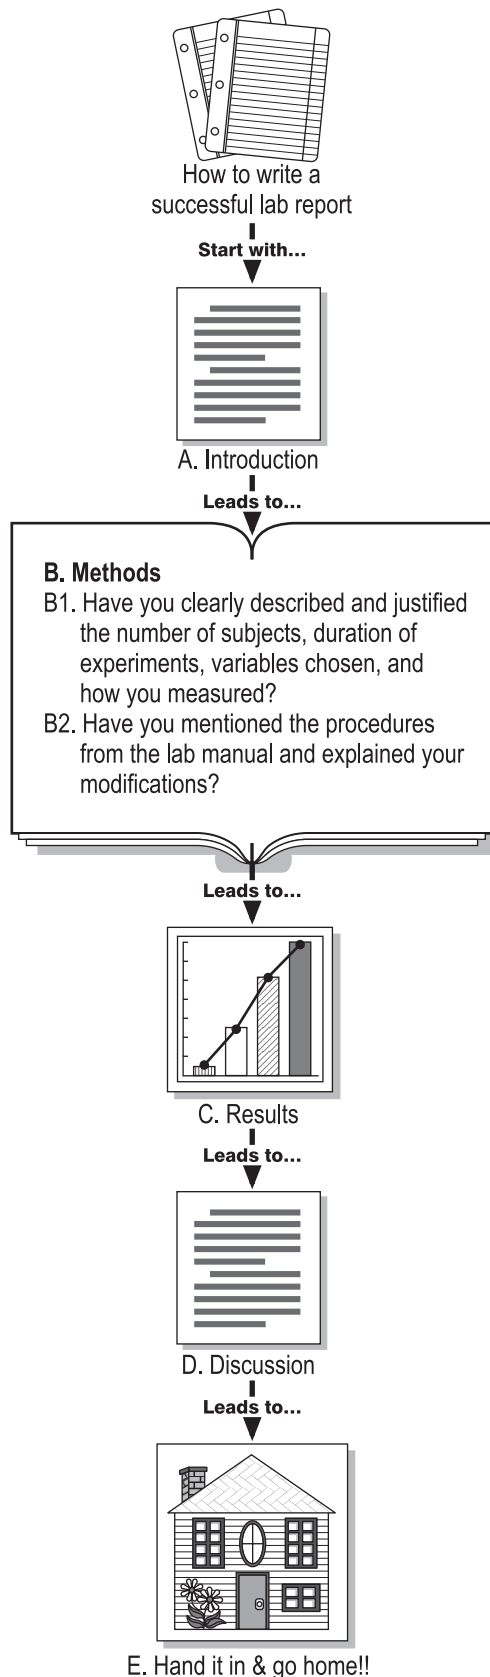 How to write a
successful lab report
Start with...
A. Introduction
Leads to...
B. Methods
B1. Have you clearly described and justified
the number of subjects, duration of
experiments, variables chosen, and
how you measured?
B2. Have you mentioned the procedures
from the lab manual and explained your
modifications?
Leads to...
C. Results
Leads to...
D. Discussion
Leads to...
E. Hand it in & go home!!